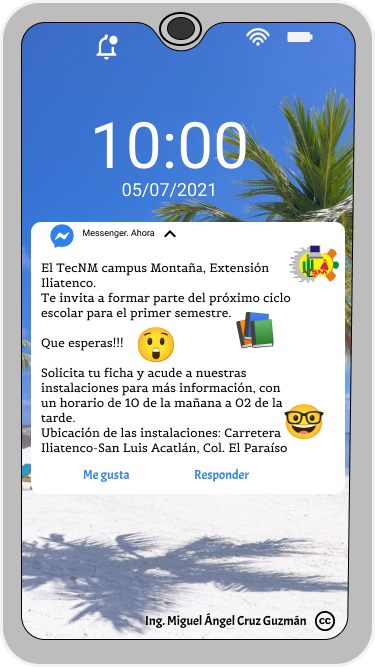 10:00
05/07/2021
Messenger. Ahora
El TecNM campus Montaña, Extensión
Iliatenco.
Te invita a formar parte del próximo ciclo
escolar para el primer semestre.
Que esperas!!!
Solicita tu ficha y acude a nuestras
instalaciones para más información, con
un horario de 10 de la mañana a 02 de la
tarde.
Ubicación de las instalaciones: Carretera
Iliatenco-San Luis Acatlán, Col. El Paraíso
Me gusta Responder
Ing. Miguel Ángel Cruz Guzmán cc